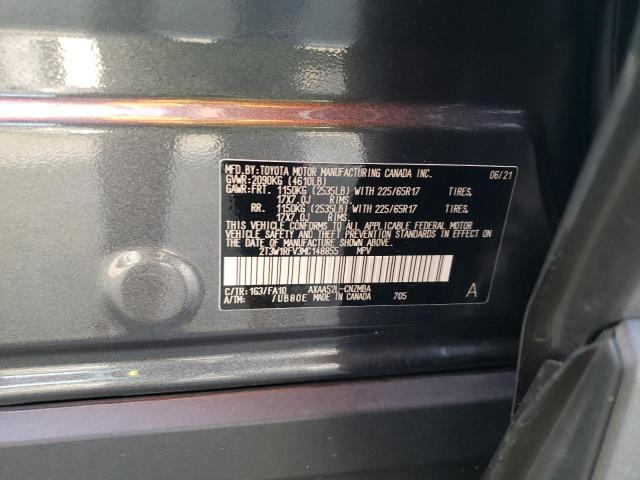 MFD.BY:TOYOTA MOTOR MANUFACTURING CANADA INC. 06/21
GVWR:2090KG (4610LB)
GAWR:FRT. 1150KG (2535LB) WITH 225/65R17 TIRES,
17X7.0J RIMS.
RR. 1150KG (2535LB) WITH 225/65R17 TIRES,
17X7.0J RIMS.
THIS VEHICLE CONFORMS TO ALL APPLICABLE FEDERAL MOTOR
VEHICLE SAFETY, BUMPER, AND THEFT PREVENTION STANDARDS IN
EFFECT ON THE DATE OF MANUFACTURE SHOWN ABOVE.
2T3W1RFV3MC148855 MPV
C/TR:1G3/FA10 AXAA52L-CNZMBA A
A/TM: /UB80E MADE IN CANADA 705